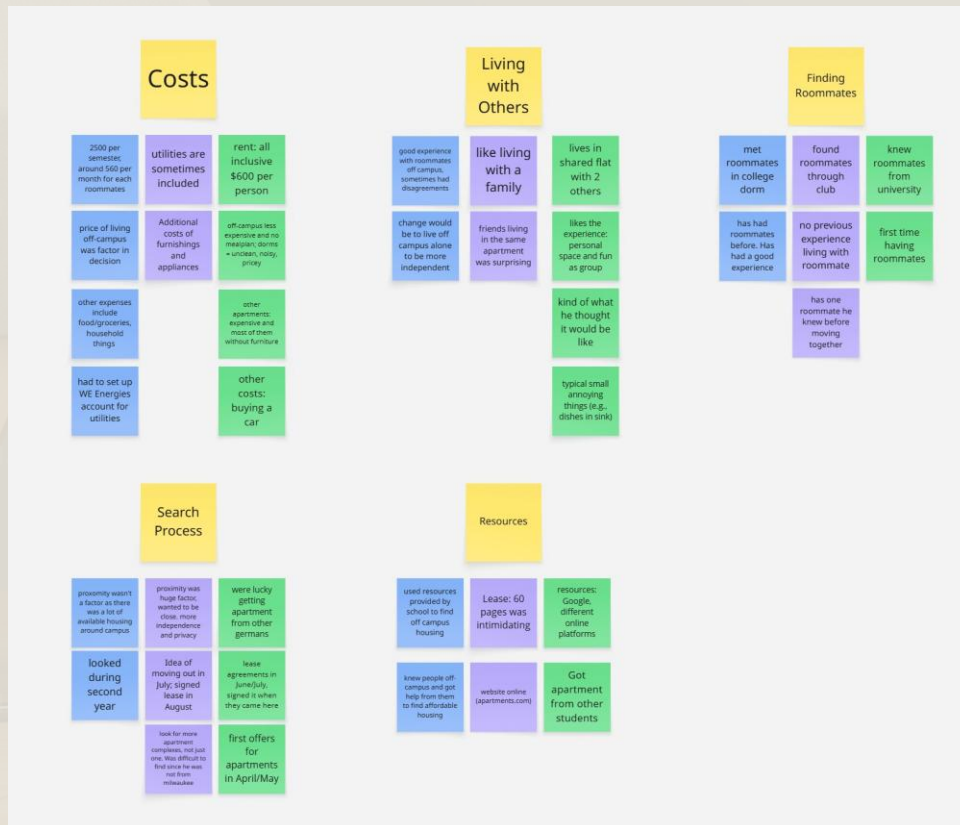 Costs
2500 per
semester,
around 560 per
month for each
roommates
utilities are
sometimes
included
rent: all
inclusive
$600 per
person
price of living
off-campus
was factor in
decision
Additional
costs of
furnishings
and
appliances
off-campus less
expensive and no
mealplan; dorms
= unclean, noisy,
pricey
other expenses
include
food/groceries,
household
things
other
apartments:
expensive and
most of them
without furniture
had to set up
WE Energies
account for
utilities
other
costs:
buying a
car
Living
with
Others
good experience
with roommates
off campus,
sometimes had
disagreements
like living
with a
family
lives in
shared flat
with 2
others
change would
be to live off
campus alone
to be more
independent
friends living
in the same
apartment
was surprising
likes the
experience:
personal
space and fun
as group
kind of what
he thought
it would be
like
typical small
annoying
things (e.g.,
dishes in sink)
Finding
Roommates
met
roommates
in college
dorm
found
roommates
through
club
knew
roommates
from
university
has had
roommates
before. Has
had a good
experience
no previous
experience
living with
roommate
first time
having
roommates
has one
roommate he
knew before
moving
together
Search
Process
proximity wasn't
a factor as there
was a lot of
available housing
around campus
proximity was
huge factor,
wanted to be
close, more
independence
and privacy
were lucky
getting
apartment
from other
germans
looked
during
second
year
Idea of
moving out in
July; signed
lease in
August
lease
agreements in
June/July,
signed it when
they came here
look for more
apartment
complexes, not just
one. Was difficult to
find since he was
not from
milwaukee
first offers
for
apartments
in April/May
Resources
used resources
provided by
school to find
off campus
housing
Lease: 60
pages was
intimidating
resources:
Google,
different
online
platforms
knew people off-
campus and got
help from them
to find affordable
housing
website online
(apartments.com)
Got
apartment
from other
students